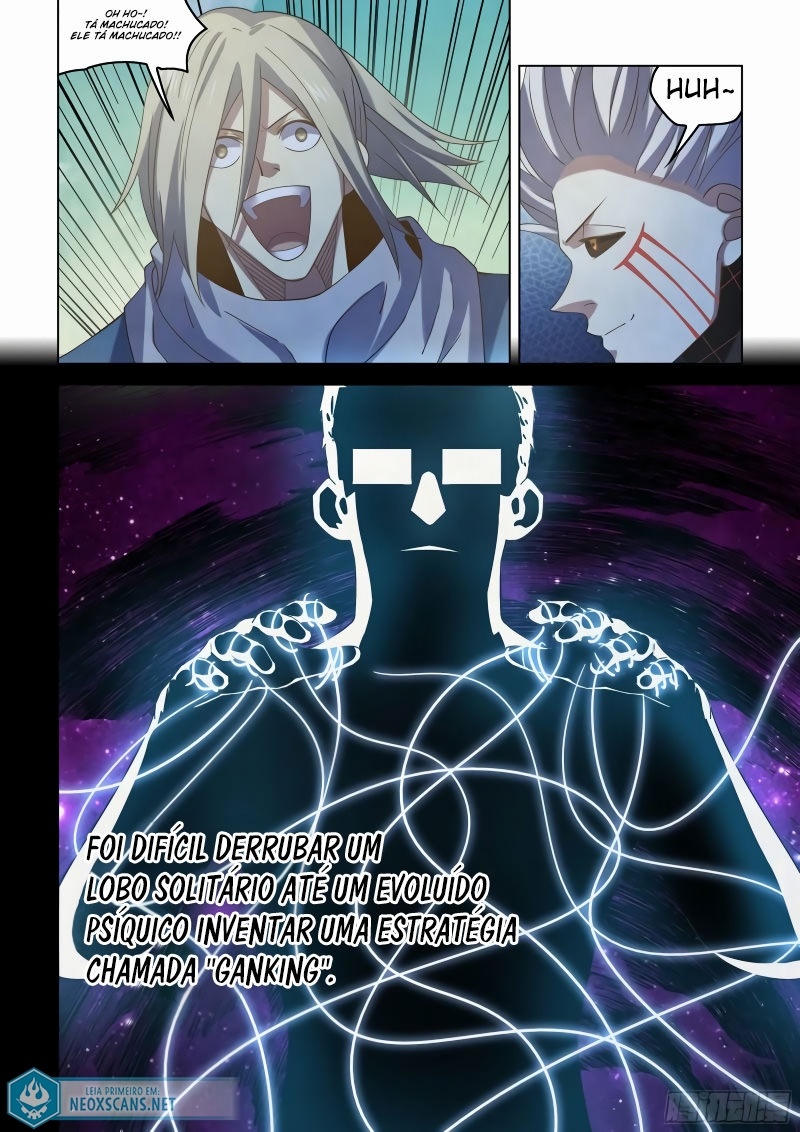 OH HO~!
TÁ MACHUCADO!
ELE TÁ MACHUCADO!!
HUH~
FOI DIFÍCIL DERRUBAR UM
LOBO SOLITÁRIO ATÉ UM EVOLUÍDO
PSÍQUICO INVENTAR UMA ESTRATÉGIA
CHAMADA "GANKING".
LEIA PRIMEIRO EM:
NEOXSCANS.NET